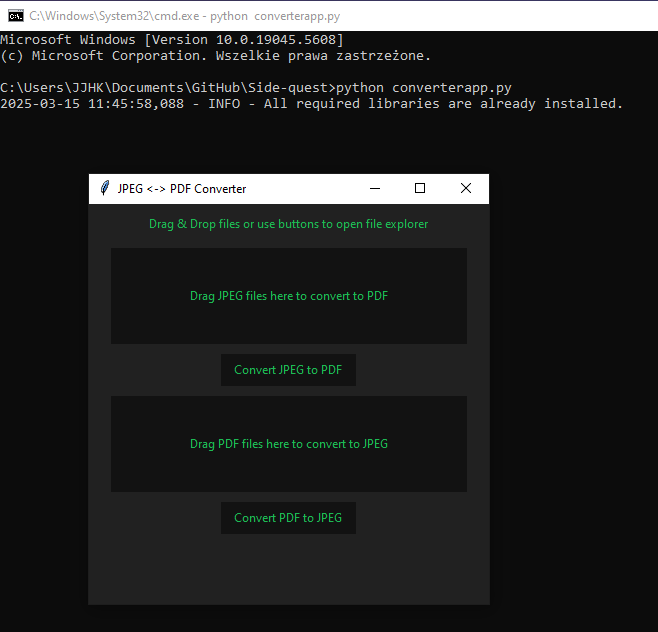 C:\Windows\System32\cmd.exe - python  converterapp.py
Microsoft Windows [Version 10.0.19045.5608]
(c) Microsoft Corporation. Wszelkie prawa zastrzeżone.
C:\Users\JJHK\Documents\GitHub\Side-quest>python converterapp.py
2025-03-15 11:45:58,088 - INFO - All required libraries are already installed.
JPEG <-> PDF Converter
Drag & Drop files or use buttons to open file explorer
Drag JPEG files here to convert to PDF
Convert JPEG to PDF
Drag PDF files here to convert to JPEG
Convert PDF to JPEG